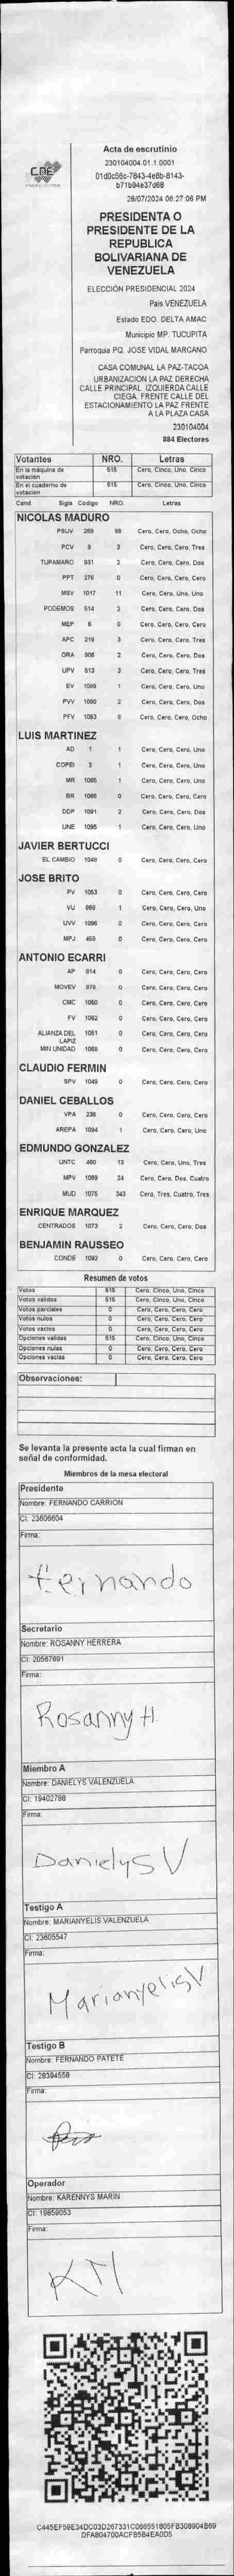 CNE
Acta de escrutinio
230104004.01.1.0001
01d0c56c-7843-4e8b-8143-
b71b94e37d68
28/07/2024 06:27:06 PM
PRESIDENTA O
PRESIDENTE DE LA
REPUBLICA
BOLIVARIANA DE
VENEZUELA
ELECCIÓN PRESIDENCIAL 2024
País VENEZUELA
Estado EDO. DELTA AMAC
Municipio MP. TUCUPITA
Parroquia PQ. JOSE VIDAL MARCANO
CASA COMUNAL LA PAZ-TACOA
URBANIZACION LA PAZ DERECHA
CALLE PRINCIPAL. IZQUIERDA CALLE
CIEGA. FRENTE CALLE DEL
ESTACIONAMIENTO LA PAZ FRENTE
A LA PLAZA CASA
230104004
884 Electores
Votantes NRO. Letras
En la máquina de votación 515 Cero, Cinco, Uno, Cinco
En el cuaderno de votación 515 Cero, Cinco, Uno, Cinco
Cand. Sigla Codigo NRO. Letras
NICOLAS MADURO
PSUV 269 88 Cero, Cero, Ocho, Ocho
PCV 9 3 Cero, Cero, Cero, Tres
TUPAMARO 931 2 Cero, Cero, Cero, Dos
PPT 276 0 Cero, Cero, Cero, Cero
MSV 1017 11 Cero, Cero, Uno, Uno
PODEMOS 514 2 Cero, Cero, Cero, Dos
MEP 6 0 Cero, Cero, Cero, Cero
APC 219 3 Cero, Cero, Cero, Tres
ORA 906 2 Cero, Cero, Cero, Dos
UPV 613 3 Cero, Cero, Cero, Tres
EV 1089 1 Cero, Cero, Cero, Uno
PVV 1090 2 Cero, Cero, Cero, Dos
PFV 1093 8 Cero, Cero, Cero, Ocho
LUIS MARTINEZ
AD 1 1 Cero, Cero, Cero, Uno
COPEI 2 1 Cero, Cero, Cero, Uno
MR 1065 1 Cero, Cero, Cero, Uno
BR 1066 0 Cero, Cero, Cero, Cero
DDP 1091 2 Cero, Cero, Cero, Dos
UNE 1095 1 Cero, Cero, Cero, Uno
JAVIER BERTUCCI
EL CAMBIO 1048 0 Cero, Cero, Cero, Cero
JOSE BRITO
PV 1053 0 Cero, Cero, Cero, Cero
VU 969 1 Cero, Cero, Cero, Uno
UVV 1096 0 Cero, Cero, Cero, Cero
MPJ 459 0 Cero, Cero, Cero, Cero
ANTONIO ECARRI
AP 914 0 Cero, Cero, Cero, Cero
MOVEV 979 0 Cero, Cero, Cero, Cero
CMC 1050 0 Cero, Cero, Cero, Cero
FV 1062 0 Cero, Cero, Cero, Cero
ALIANZA DEL LAPIZ 1051 0 Cero, Cero, Cero, Cero
MIN UNIDAD 1068 0 Cero, Cero, Cero, Cero
CLAUDIO FERMIN
SPV 1049 0 Cero, Cero, Cero, Cero
DANIEL CEBALLOS
VPA 236 0 Cero, Cero, Cero, Cero
AREPA 1094 1 Cero, Cero, Cero, Uno
EDMUNDO GONZALEZ
UNTC 460 13 Cero, Cero, Uno, Tres
MPV 1069 24 Cero, Cero, Dos, Cuatro
MUD 1075 343 Cero, Tres, Cuatro, Tres
ENRIQUE MARQUEZ
CENTRADOS 1073 2 Cero, Cero, Cero, Dos
BENJAMIN RAUSSEO
CONDE 1092 0 Cero, Cero, Cero, Cero
Resumen de votos
Votos 515 Cero, Cinco, Uno, Cinco
Votos validos 515 Cero, Cinco, Uno, Cinco
Votos parciales 0 Cero, Cero, Cero, Cero
Votos nulos 0 Cero, Cero, Cero, Cero
Votos vacios 0 Cero, Cero, Cero, Cero
Opciones validas 515 Cero, Cinco, Uno, Cinco
Opciones nulas 0 Cero, Cero, Cero, Cero
Opciones vacias 0 Cero, Cero, Cero, Cero
Observaciones:
Se levanta la presente acta la cual firman en
señal de conformidad.
Miembros de la mesa electoral
Presidente
Nombre: FERNANDO CARRION
CI: 23606604
Firma:
Fernando
Secretario
Nombre: ROSANNY HERRERA
CI: 20567691
Firma:
Rosanny H.
Miembro A
Nombre: DANIELYS VALENZUELA
CI: 19402798
Firma:
Danielys V
Testigo A
Nombre: MARIANYELIS VALENZUELA
CI: 23605547
Firma:
Marianyelis V
Testigo B
Nombre: FERNANDO PATETE
CI: 28394558
Firma:
Operador
Nombre: KARENNYS MARIN
CI: 19859053
Firma:
KM
C445EF59E34DC03D267331C066551805FB308904B69
DFA804700ACFB5B4EA0D5